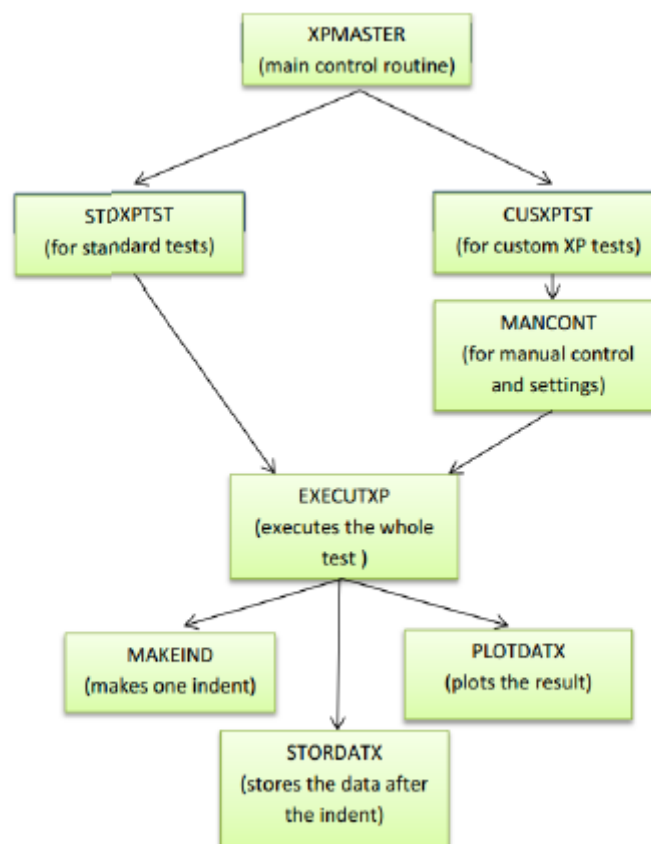 XPMASTER
(main control routine)
STDXPTST
(for standard tests)
CUSXPTST
(for custom XP tests)
MANCONT
(for manual control
and settings)
EXECUTXP
(executes the whole
test )
MAKEIND
(makes one indent)
PLOTDATX
(plots the result)
STORDATX
(stores the data after
the indent)